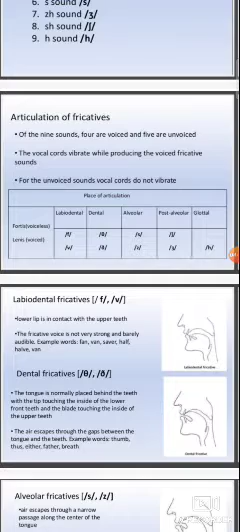 6. s sound /s/
7. zh sound /ʒ/
8. sh sound /ʃ/
9. h sound /h/
Articulation of fricatives
• Of the nine sounds, four are voiced and five are unvoiced
• The vocal cords vibrate while producing the voiced fricative
sounds
• For the unvoiced sounds vocal cords do not vibrate
Place of articulation
Labiodental Dental Alveolar Post-alveolar Glottal
Fortis(voiceless) /f/ /θ/ /s/ /ʃ/
Lenis (voiced) /v/ /ð/ /z/ /ʒ/ /h/
Labiodental fricatives [/ f/, /v/]
•lower lip is in contact with the upper teeth
•The fricative voice is not very strong and barely
audible. Example words: fan, van, saver, half,
halve, van
Labiodental fricative
Dental fricatives [/θ/, /ð/]
• The tongue is normally placed behind the teeth
with the tip touching the inside of the lower
front teeth and the blade touching the inside of
the upper teeth
• The air escapes through the gaps between the
tongue and the teeth. Example words: thumb,
thus, either, father, breath
Dental fricative
Alveolar fricatives [/s/, /z/]
•air escapes through a narrow
passage along the center of the
tongue